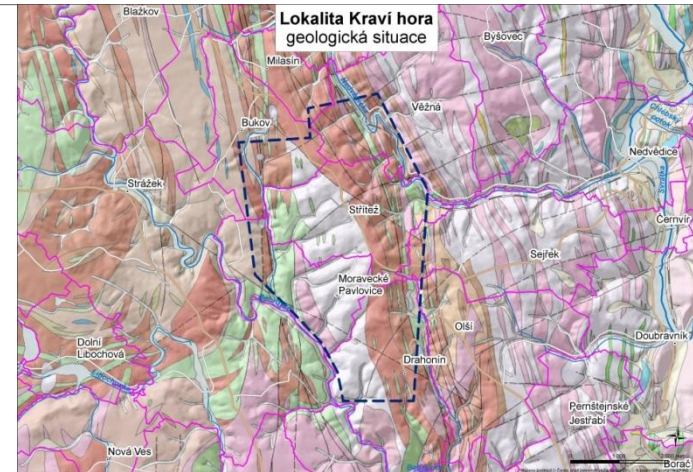 Lokalita Kraví hora
geologická situace
Blažkov
Milasín
Býšovec
Věžná
Bukov
Nedvědice
Strážek
Střítež
Černvír
Sejřek
Moravecké
Pavlovice
Olší
Dolní
Libochová
Doubravník
Drahonín
Pernštejnské
Jestřabí
Nová Ves
Borač